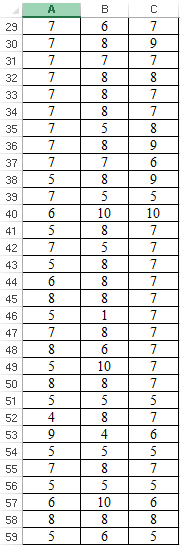 A B C
29 7 6 7
30 7 8 9
31 7 7 7
32 7 8 8
33 7 8 7
34 7 8 7
35 7 5 8
36 7 8 9
37 7 7 6
38 5 8 9
39 7 5 5
40 6 10 10
41 5 8 7
42 7 5 7
43 5 8 7
44 6 8 7
45 8 8 7
46 5 1 7
47 7 8 7
48 8 6 7
49 5 10 7
50 8 8 7
51 5 5 5
52 4 8 7
53 9 4 6
54 5 5 5
55 7 8 7
56 5 5 5
57 6 10 6
58 8 8 8
59 5 6 5